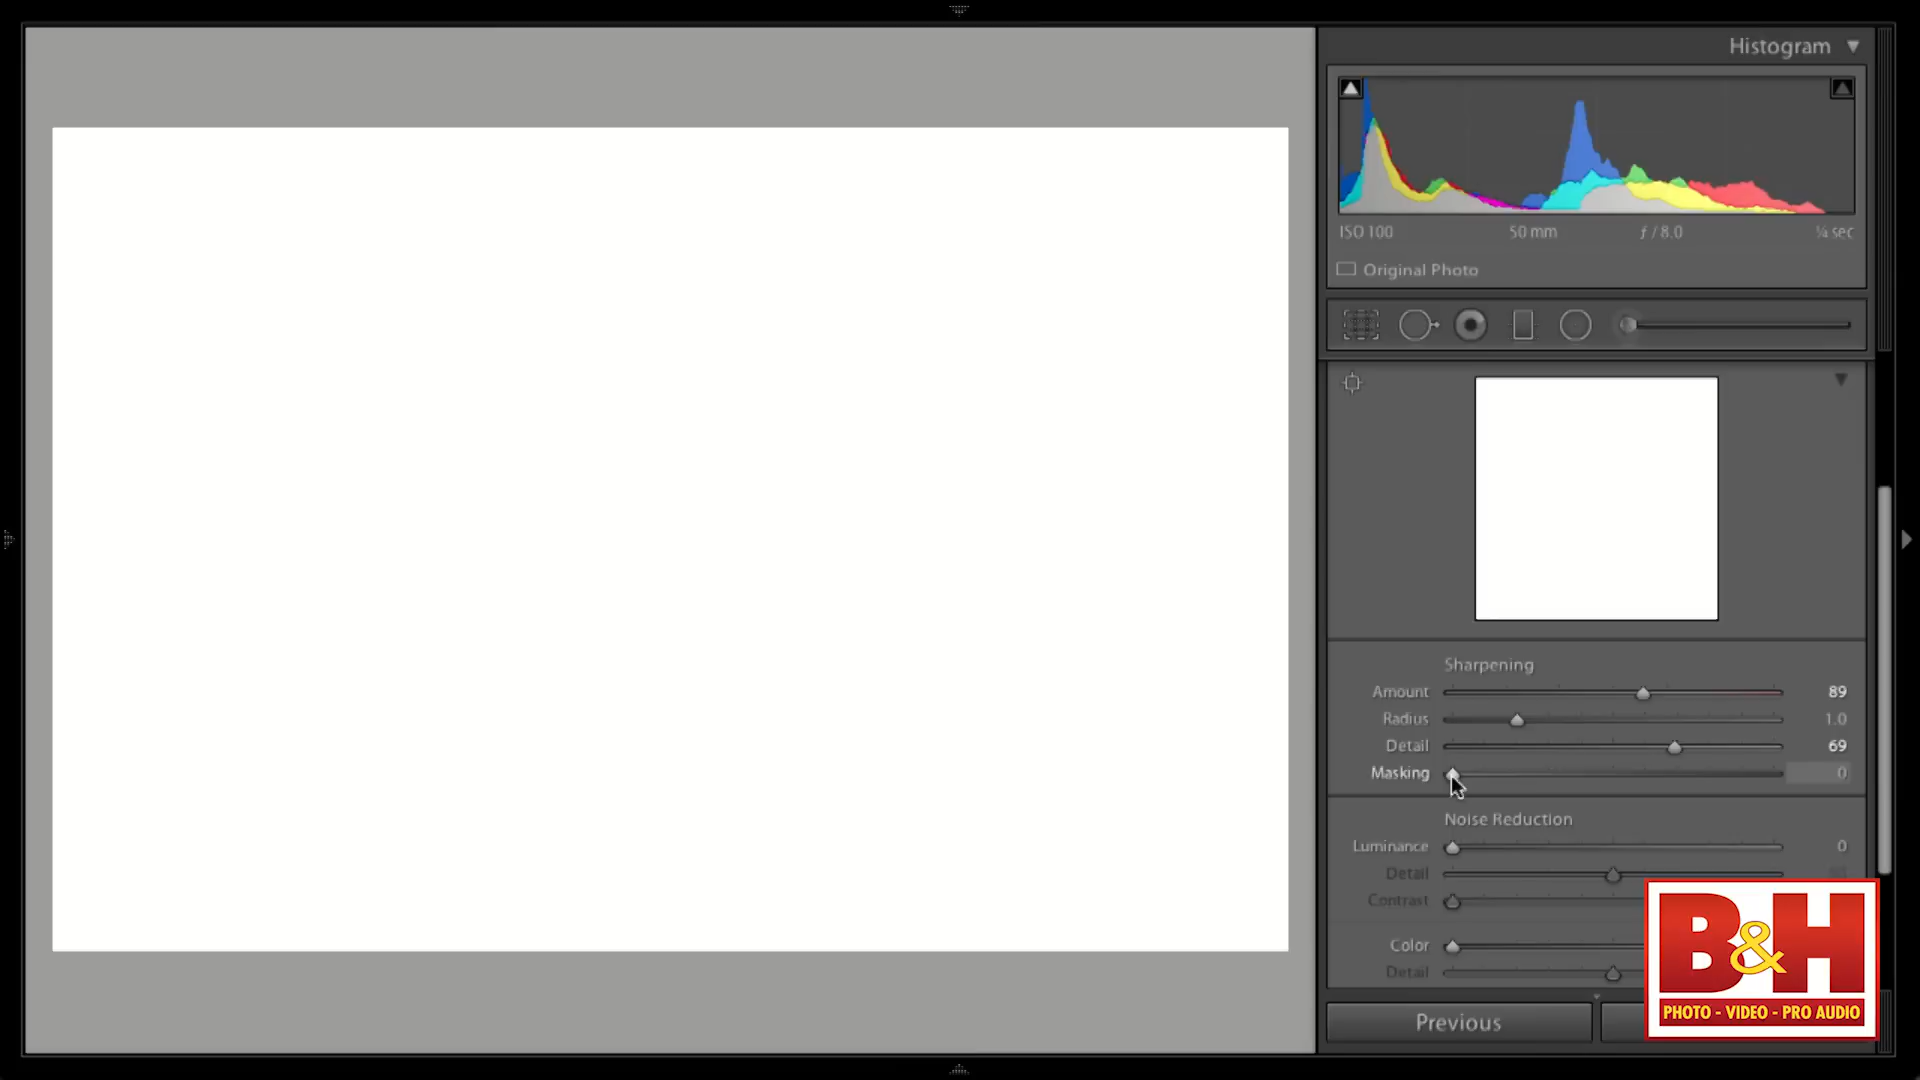 Histogram
ISO 100 50 mm ƒ / 8.0 ¼ sec
Original Photo
Sharpening
Amount 89
Radius 1.0
Detail 69
Masking 0
Noise Reduction
Luminance 0
Detail
Contrast
Color
Detail
Previous
B&H
PHOTO - VIDEO - PRO AUDIO